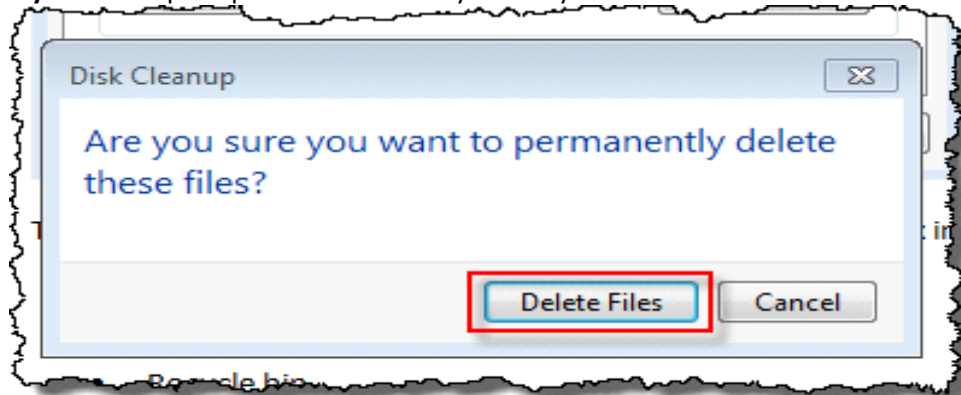 Disk Cleanup
Are you sure you want to permanently delete
these files?
Delete Files
Cancel